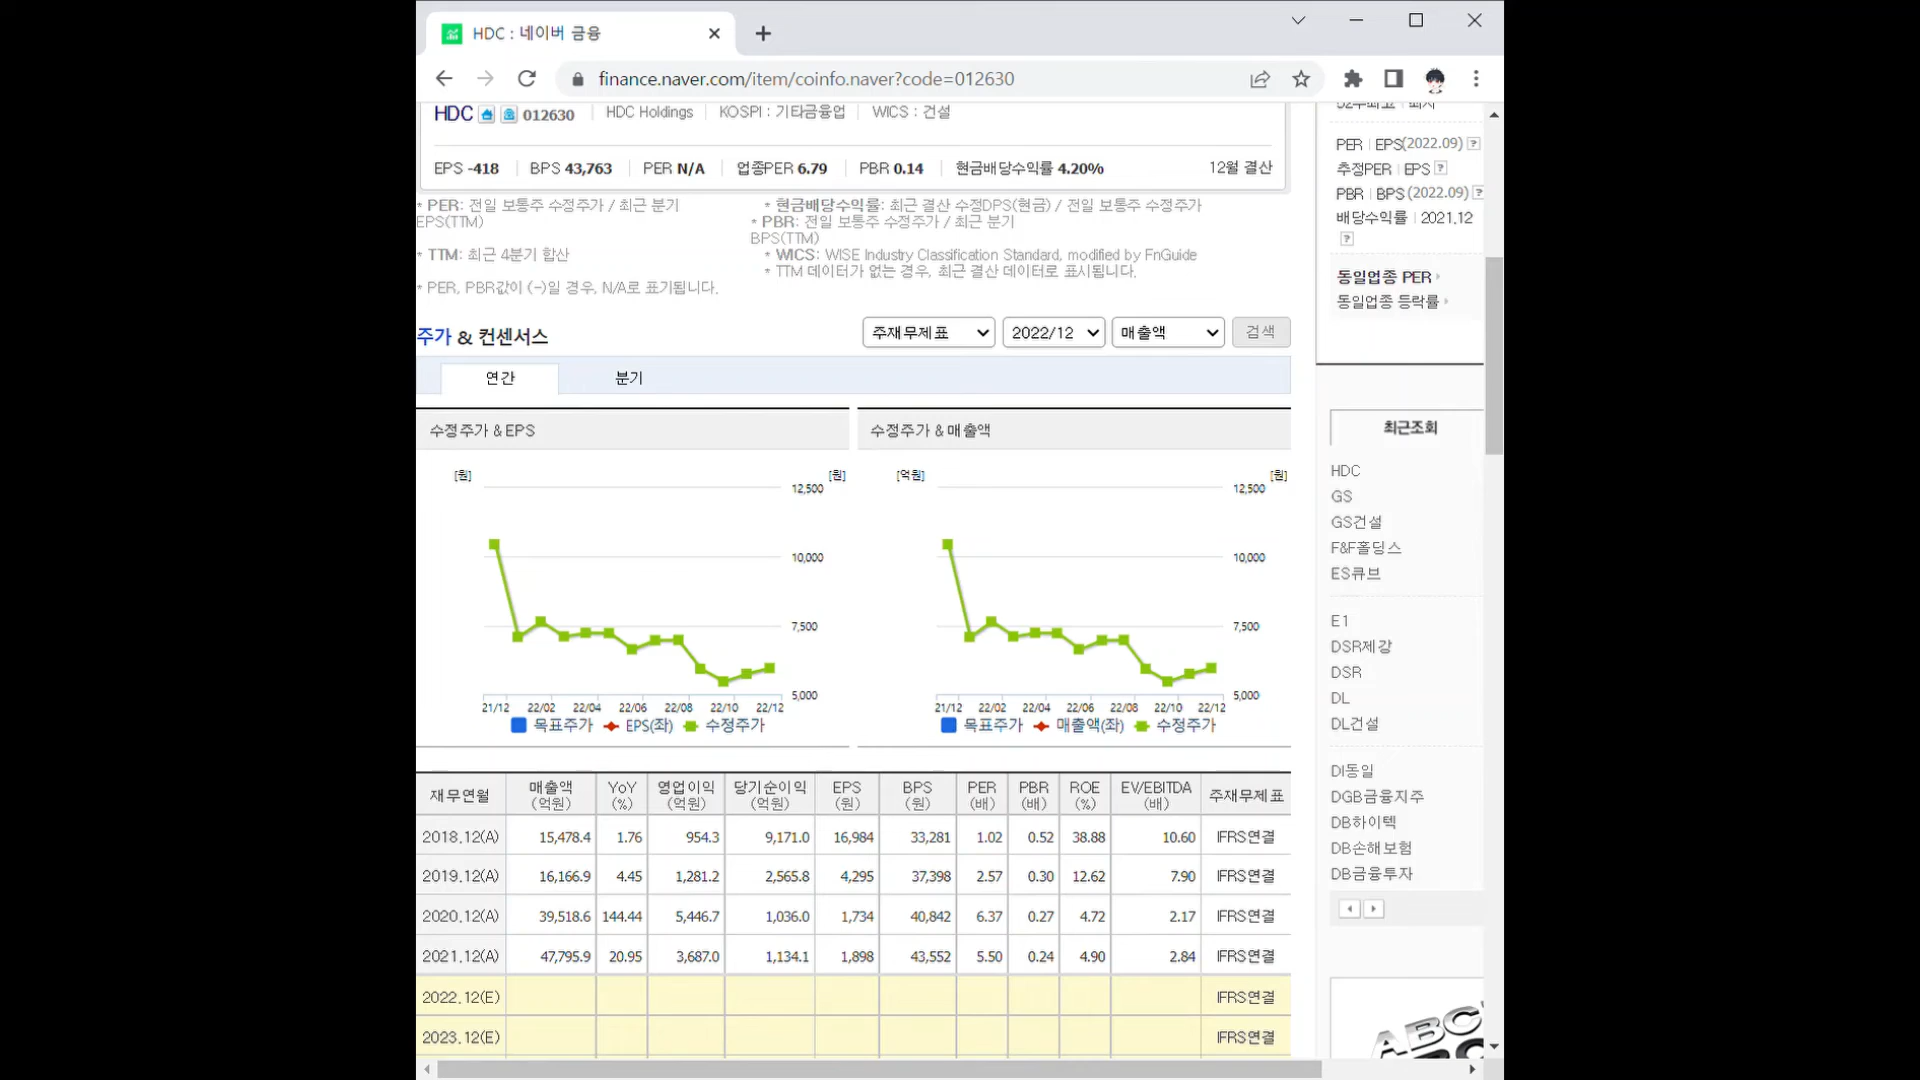 HDC : 네이버 금융
finance.naver.com/item/coinfo.naver?code=012630
HDC 012630 HDC Holdings KOSPI : 기타금융업 WICS : 건설
EPS -418 BPS 43,763 PER N/A 업종PER 6.79 PBR 0.14 현금배당수익률 4.20% 12월 결산
* PER: 전일 보통주 수정주가 / 최근 분기 EPS(TTM)
* 현금배당수익률: 최근 결산 수정DPS(현금) / 전일 보통주 수정주가
* PBR: 전일 보통주 수정주가 / 최근 분기 BPS(TTM)
* TTM: 최근 4분기 합산
* WICS: WISE Industry Classification Standard, modified by FnGuide
* TTM 데이터가 없는 경우, 최근 결산 데이터로 표시됩니다.
* PER, PBR값이 (-)일 경우, N/A로 표기됩니다.
주가 & 컨센서스 주재무제표 2022/12 매출액 검색
연간 분기
수정주가 & EPS
[원] [원]
12,500
10,000
7,500
5,000
21/12 22/02 22/04 22/06 22/08 22/10 22/12
목표주가 EPS(좌) 수정주가
수정주가 & 매출액
[억원] [원]
12,500
10,000
7,500
5,000
21/12 22/02 22/04 22/06 22/08 22/10 22/12
목표주가 매출액(좌) 수정주가
재무연월 매출액 (억원) YoY (%) 영업이익 (억원) 당기순이익 (억원) EPS (원) BPS (원) PER (배) PBR (배) ROE (%) EV/EBITDA (배) 주재무제표
2018.12(A) 15,478.4 1.76 954.3 9,171.0 16,984 33,281 1.02 0.52 38.88 10.60 IFRS연결
2019.12(A) 16,166.9 4.45 1,281.2 2,565.8 4,295 37,398 2.57 0.30 12.62 7.90 IFRS연결
2020.12(A) 39,518.6 144.44 5,446.7 1,036.0 1,734 40,842 6.37 0.27 4.72 2.17 IFRS연결
2021.12(A) 47,795.9 20.95 3,687.0 1,134.1 1,898 43,552 5.50 0.24 4.90 2.84 IFRS연결
2022.12(E) IFRS연결
2023.12(E) IFRS연결
PER EPS(2022.09) ?
추정PER EPS ?
PBR BPS (2022.09) ?
배당수익률 2021.12
?
동일업종 PER
동일업종 등락률
최근조회
HDC
GS
GS건설
F&F홀딩스
ES큐브
E1
DSR제강
DSR
DL
DL건설
DI동일
DGB금융지주
DB하이텍
DB손해보험
DB금융투자
ABC